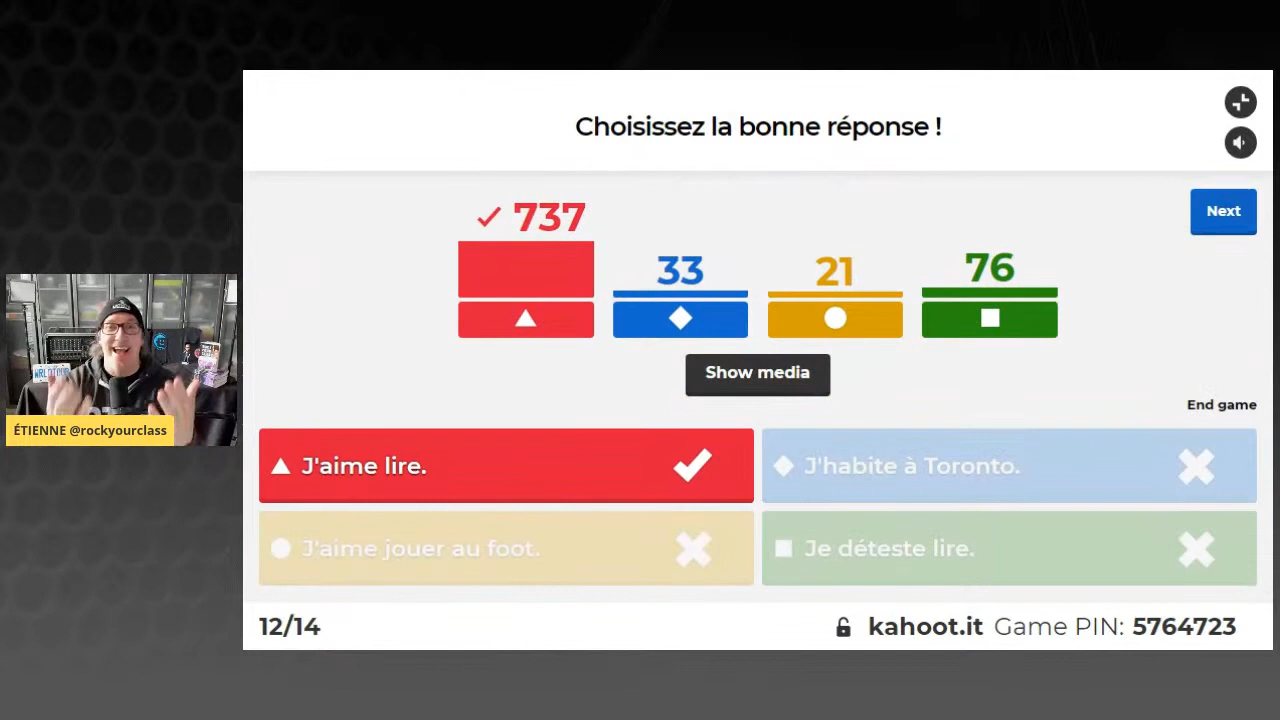 Choisissez la bonne réponse !
737
33
21
76
Next
Show media
End game
J'aime lire.
J'habite à Toronto.
J'aime jouer au foot.
Je déteste lire.
12/14
kahoot.it Game PIN: 5764723
ÉTIENNE @rockyourclass